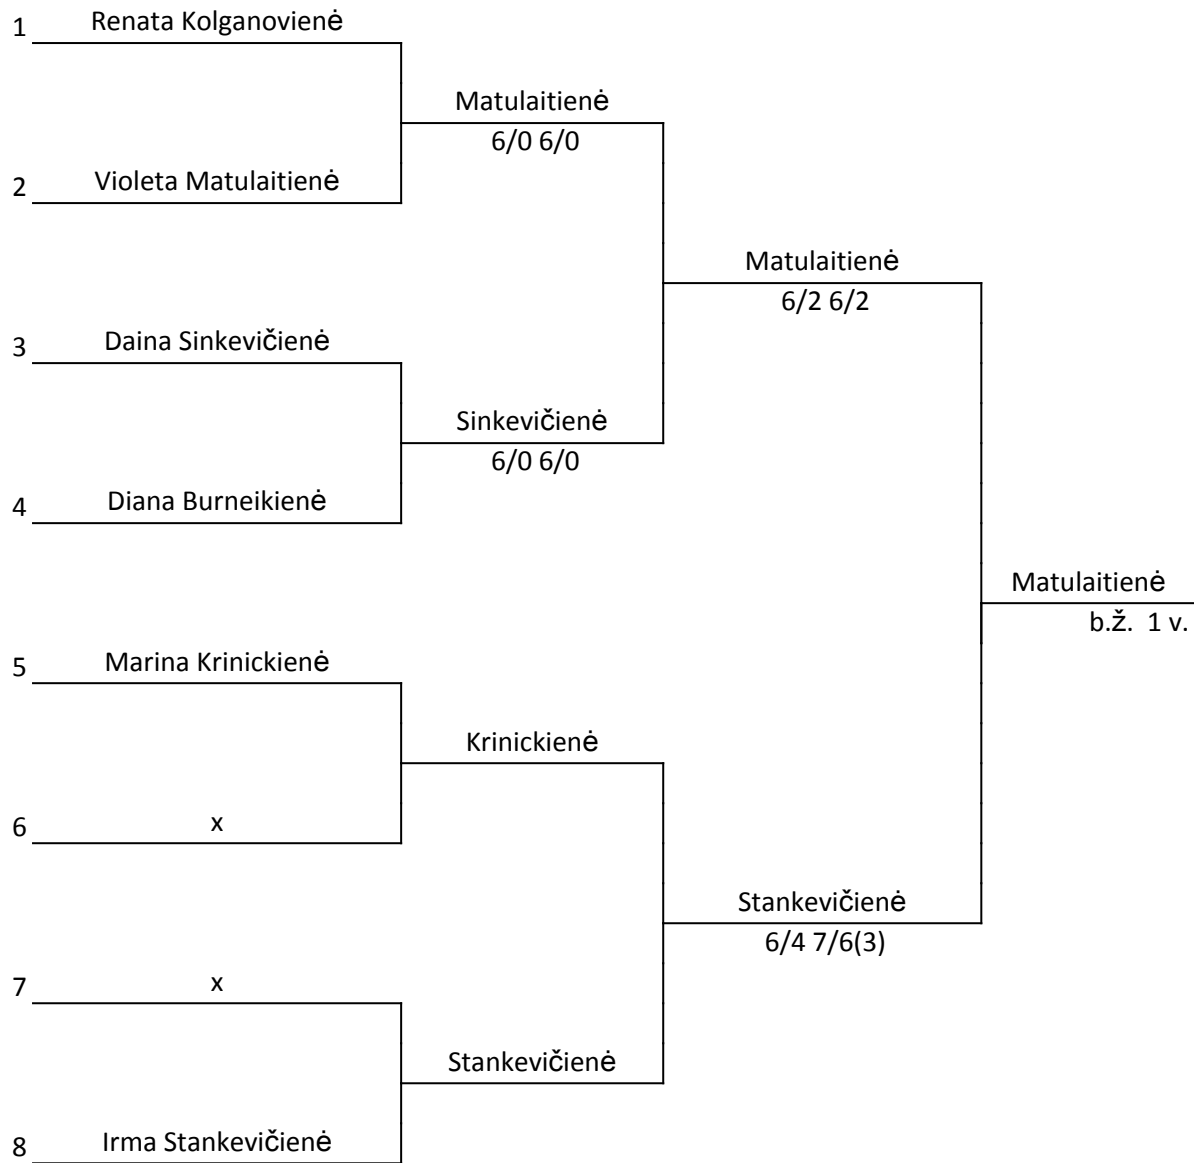 1 Renata Kolganovienė
Matulaitienė
6/0 6/0
2 Violeta Matulaitienė
Matulaitienė
6/2 6/2
3 Daina Sinkevičienė
Sinkevičienė
6/0 6/0
4 Diana Burneikienė
Matulaitienė
b.ž. 1 v.
5 Marina Krinickienė
Krinickienė
6 x
Stankevičienė
6/4 7/6(3)
7 x
Stankevičienė
8 Irma Stankevičienė